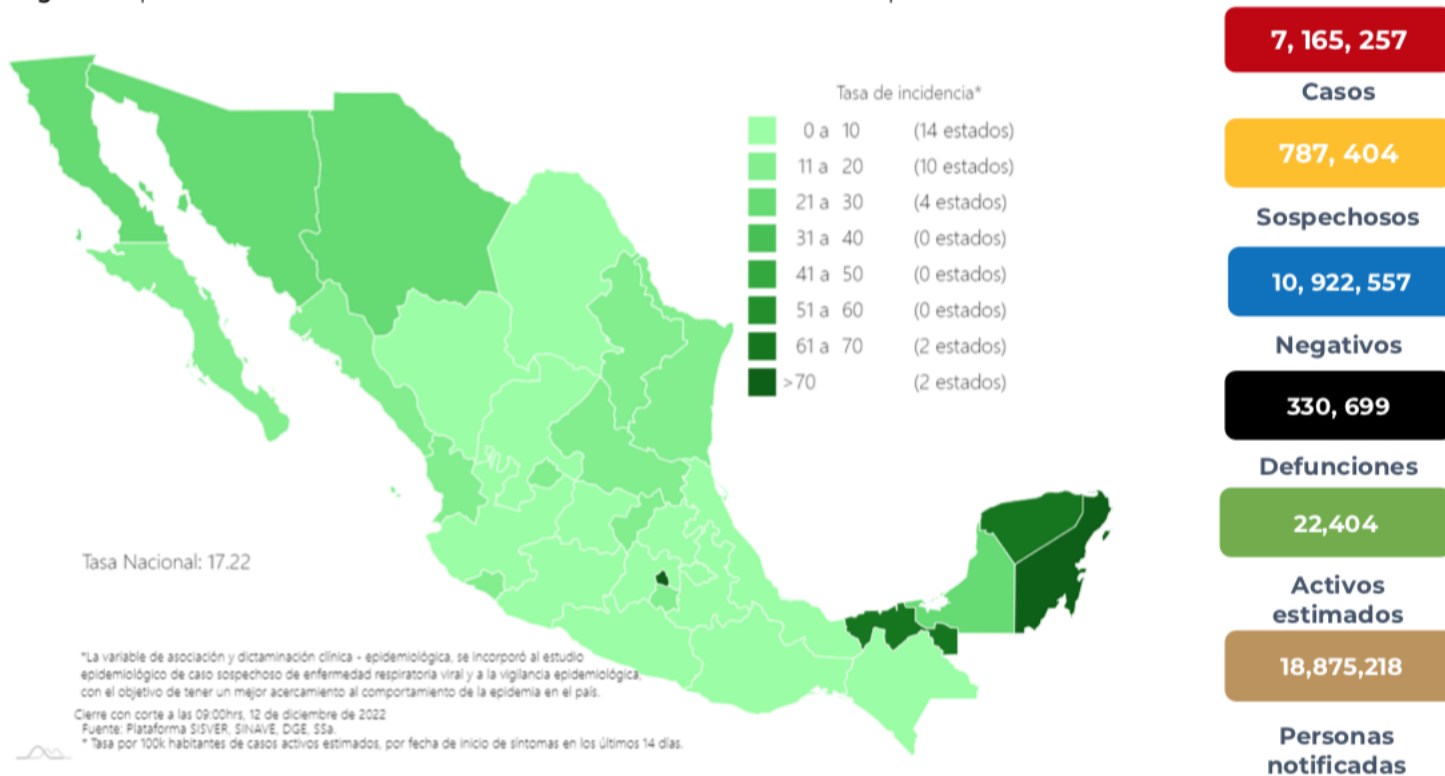 Tasa de incidencia*
0 a 10 (14 estados)
11 a 20 (10 estados)
21 a 30 (4 estados)
31 a 40 (0 estados)
41 a 50 (0 estados)
51 a 60 (0 estados)
61 a 70 (2 estados)
>70 (2 estados)
Tasa Nacional: 17.22
*La variable de asociación y dictaminación clínica - epidemiológica, se incorporó al estudio
epidemiológico de caso sospechoso de enfermedad respiratoria viral y a la vigilancia epidemiológica,
con el objetivo de tener un mejor acercamiento al comportamiento de la epidemia en el país.
Cierre con corte a las 09:00hrs, 12 de diciembre de 2022
Fuente: Plataforma SISVER, SINAVE, DGE, SSa.
* Tasa por 100k habitantes de casos activos estimados, por fecha de inicio de síntomas en los últimos 14 días.
7, 165, 257
Casos
787, 404
Sospechosos
10, 922, 557
Negativos
330, 699
Defunciones
22,404
Activos
estimados
18,875,218
Personas
notificadas